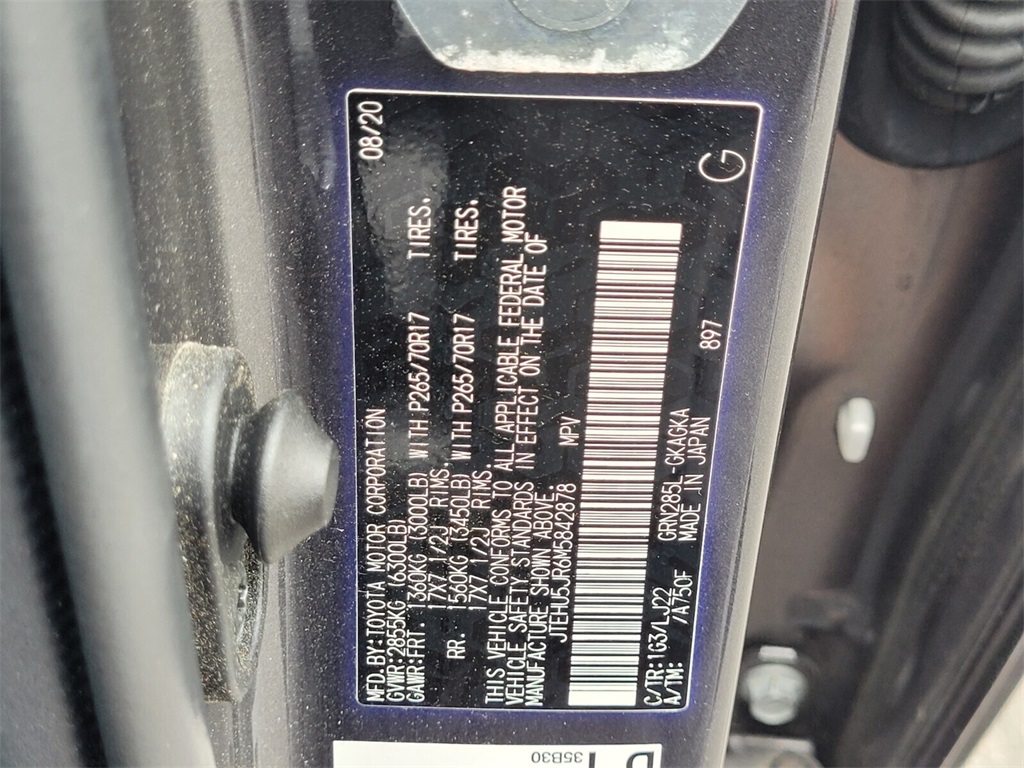 MFD.BY:TOYOTA MOTOR CORPORATION 08/20
GVWR:2855KG (6300LB)
GAWR:FRT. 1360KG (3000LB) WITH P265/70R17 TIRES.
17X7 1/2J RIMS.
RR. 1560KG (3450LB) WITH P265/70R17 TIRES.
17X7 1/2J RIMS.
THIS VEHICLE CONFORMS TO ALL APPLICABLE FEDERAL MOTOR
VEHICLE SAFETY STANDARDS IN EFFECT ON THE DATE OF
MANUFACTURE SHOWN ABOVE.
JTEHU5JR6M5842878 MPV
C/TR:1G3/LJ22 GRN285L-GKAGKA 897 G
A/TM: /A750F MADE IN JAPAN
35B30